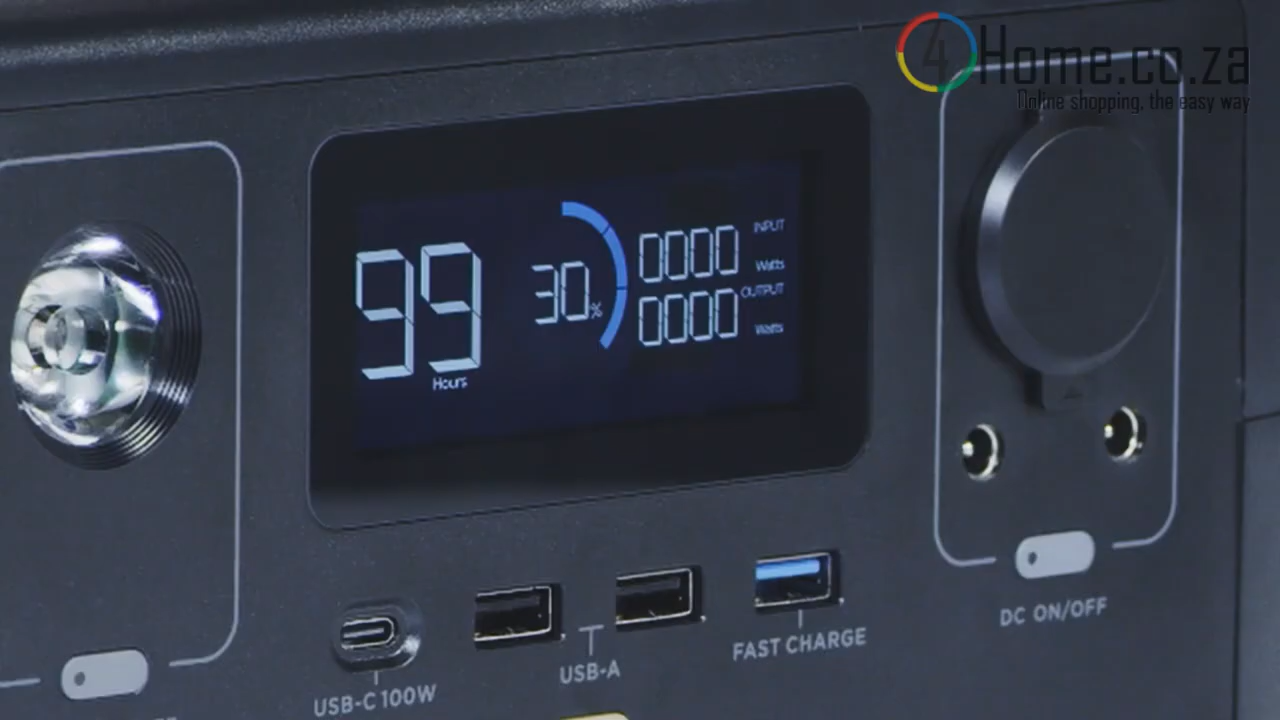 4Home.co.za
Online shopping, the easy way
99
Hours
30%
0000 INPUT
Watts
0000 OUTPUT
Watts
USB-C 100W
USB-A
FAST CHARGE
DC ON/OFF